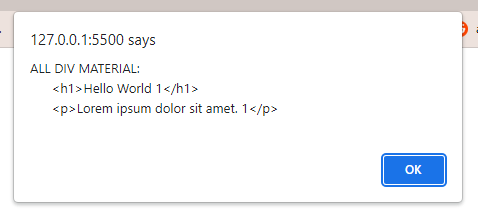 127.0.0.1:5500 says
ALL DIV MATERIAL:
<h1>Hello World 1</h1>
<p>Lorem ipsum dolor sit amet. 1</p>
OK